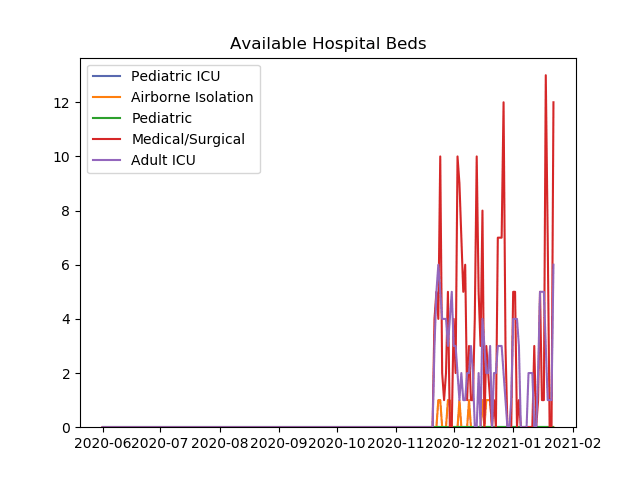 Available Hospital Beds
Pediatric ICU
Airborne Isolation
Pediatric
Medical/Surgical
Adult ICU
12
10
8
6
4
2
0
2020-06 2020-07 2020-08 2020-09 2020-10 2020-11 2020-12 2021-01 2021-02